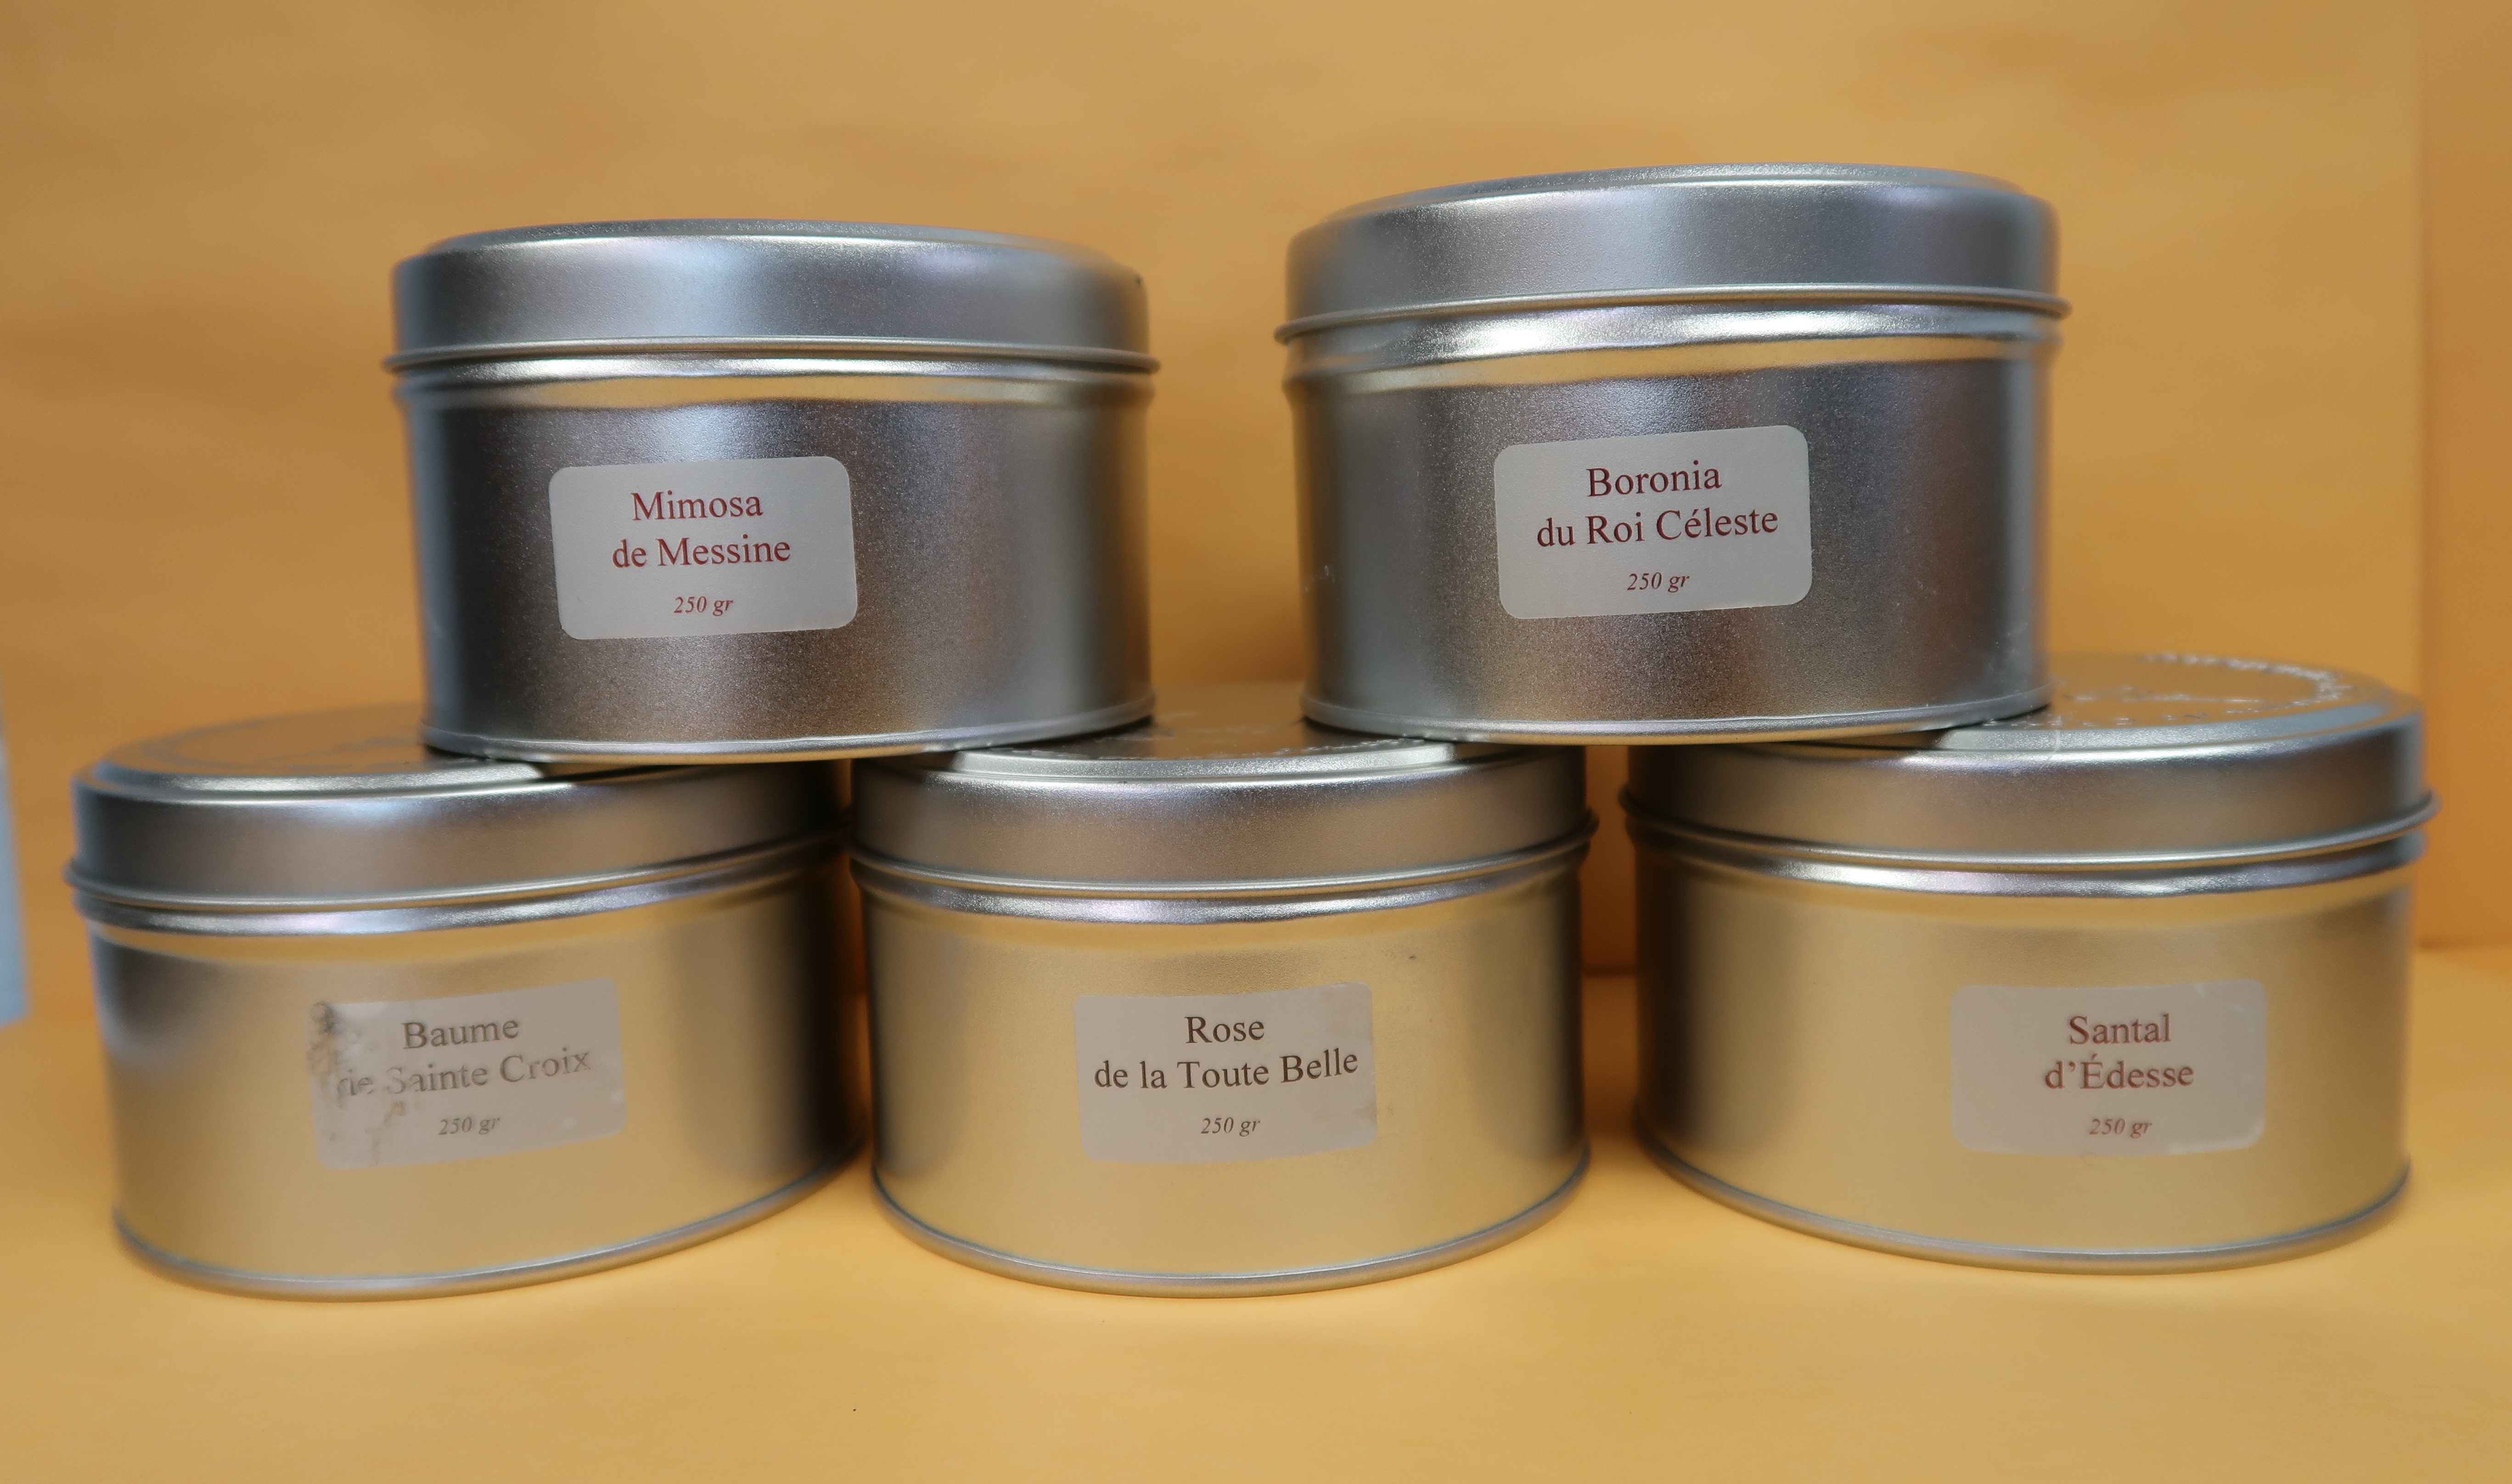 Mimosa
de Messine
250 gr
Boronia
du Roi Céleste
250 gr
Baume
de Sainte Croix
250 gr
Rose
de la Toute Belle
250 gr
Santal
d’Édesse
250 gr